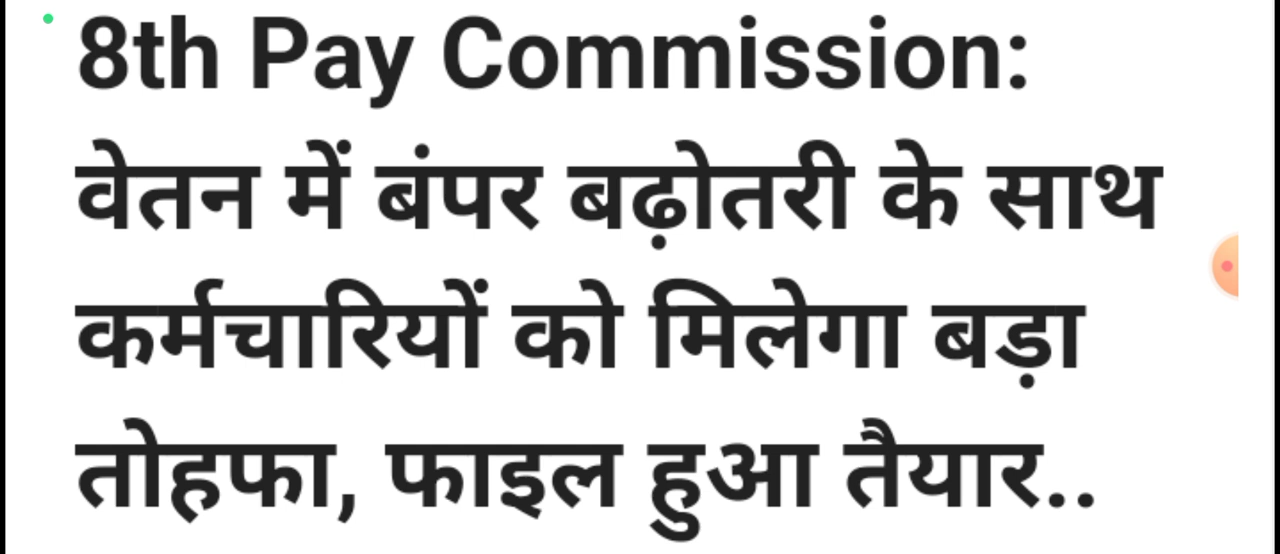 8th Pay Commission:
वेतन में बंपर बढ़ोतरी के साथ
कर्मचारियों को मिलेगा बड़ा
तोहफा, फाइल हुआ तैयार..